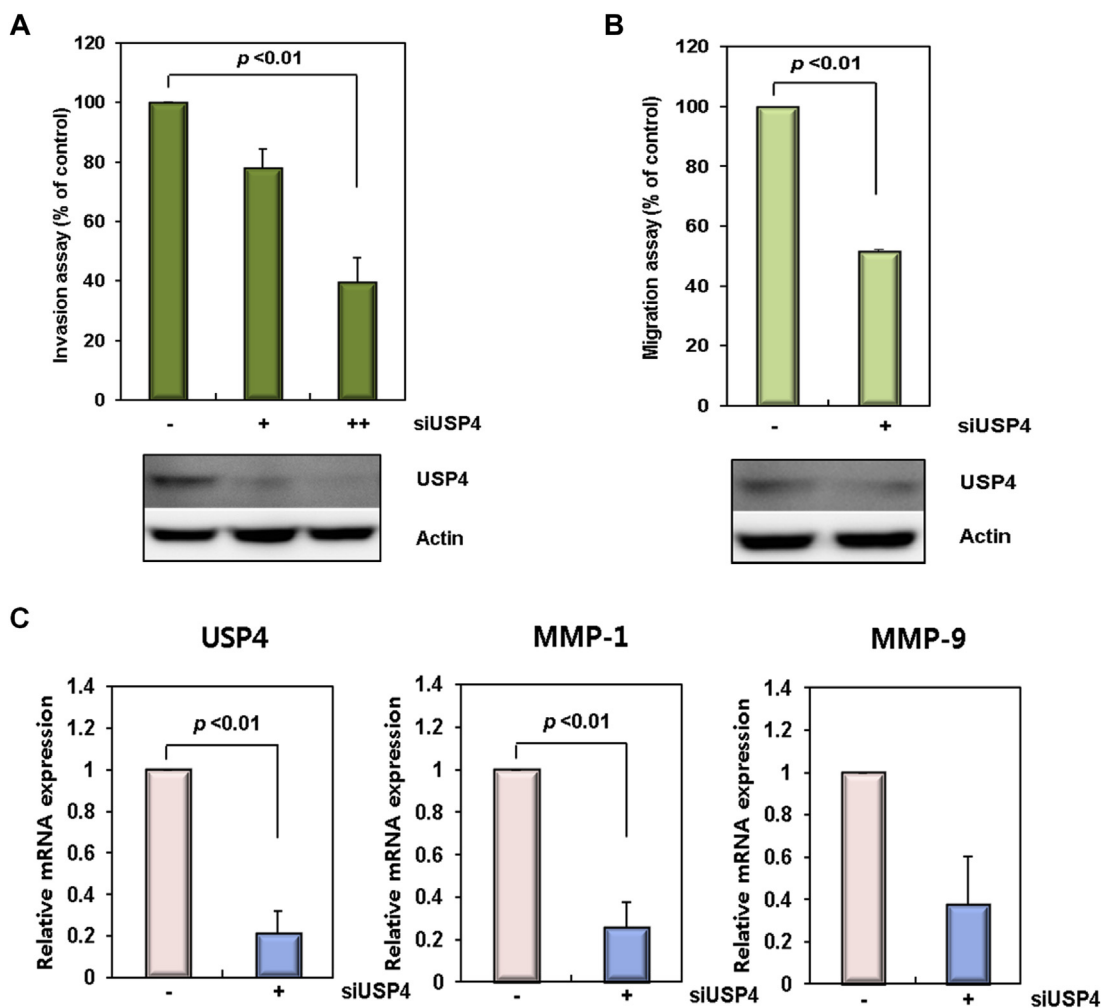 A
120
100
80
60
40
20
0
Invasion assay (% of control)
p <0.01
- + ++ siUSP4
USP4
Actin
B
120
100
80
60
40
20
0
Migration assay (% of control)
p <0.01
- + siUSP4
USP4
Actin
C
USP4
1.4
1.2
1
0.8
0.6
0.4
0.2
0
Relative mRNA expression
p <0.01
- + siUSP4
MMP-1
1.4
1.2
1
0.8
0.6
0.4
0.2
0
Relative mRNA expression
p <0.01
- + siUSP4
MMP-9
1.4
1.2
1
0.8
0.6
0.4
0.2
0
Relative mRNA expression
- + siUSP4